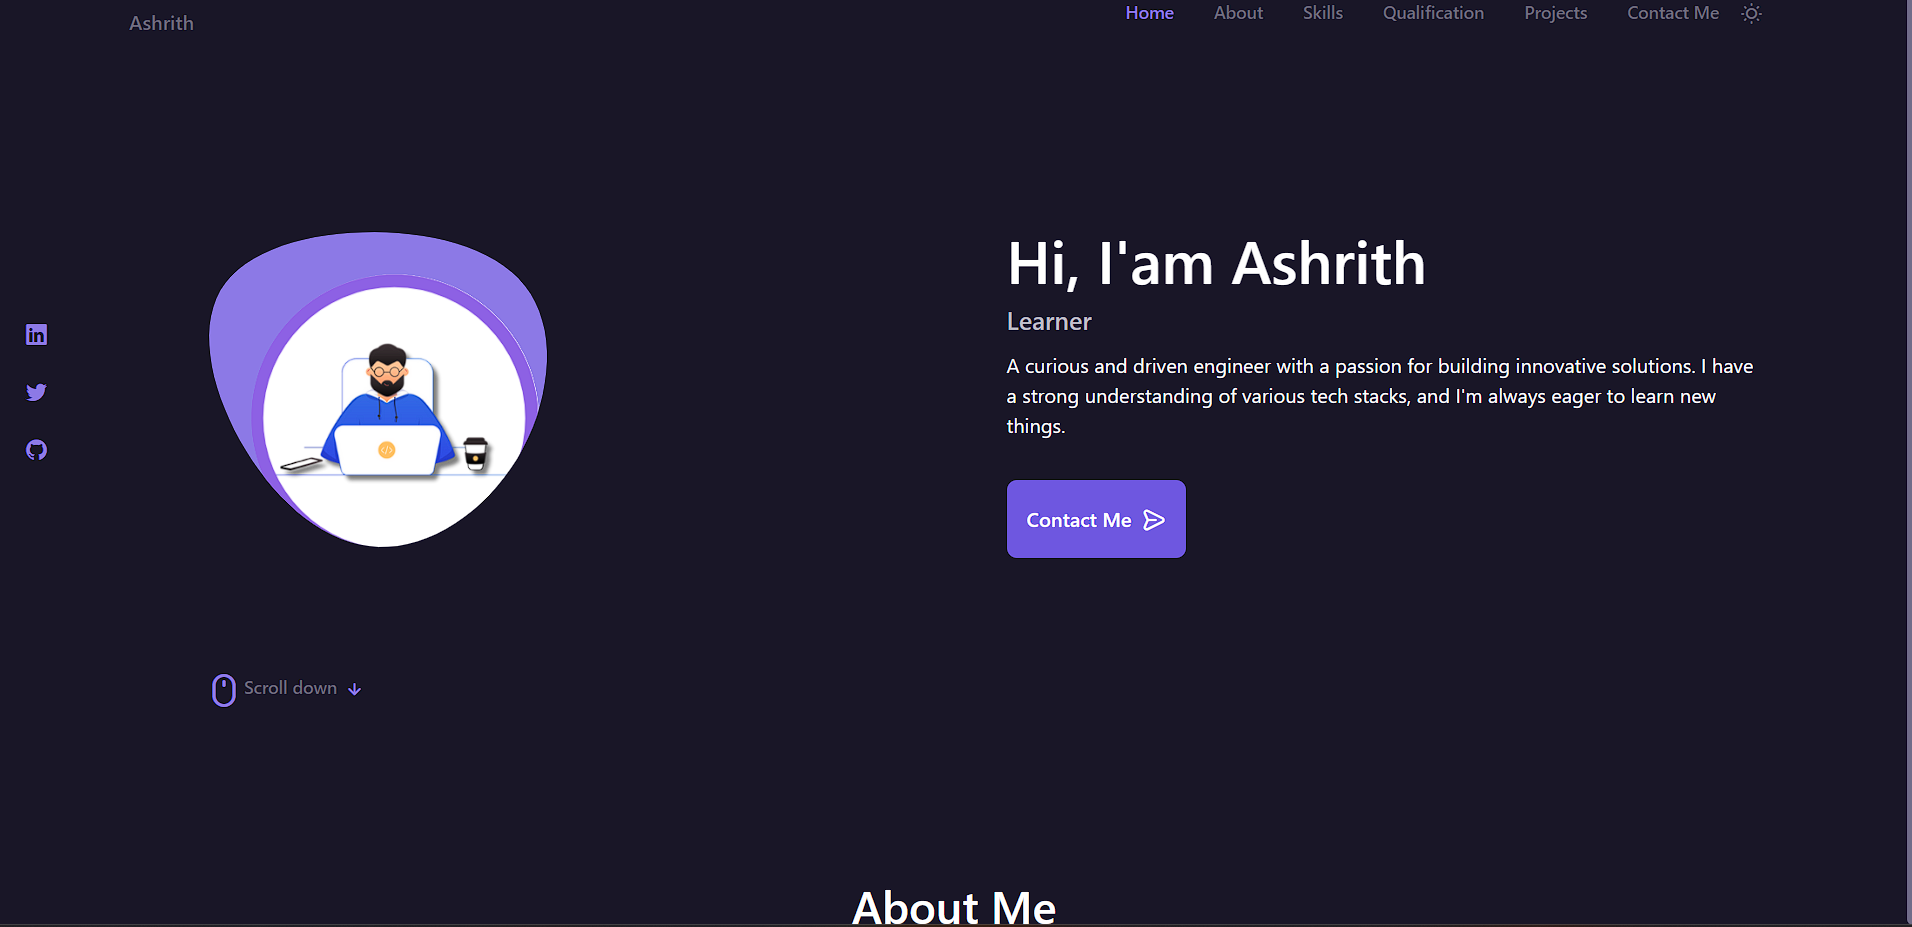 Ashrith
Home About Skills Qualification Projects Contact Me
Hi, I'am Ashrith
Learner
A curious and driven engineer with a passion for building innovative solutions. I have
a strong understanding of various tech stacks, and I'm always eager to learn new
things.
Contact Me
Scroll down
About Me